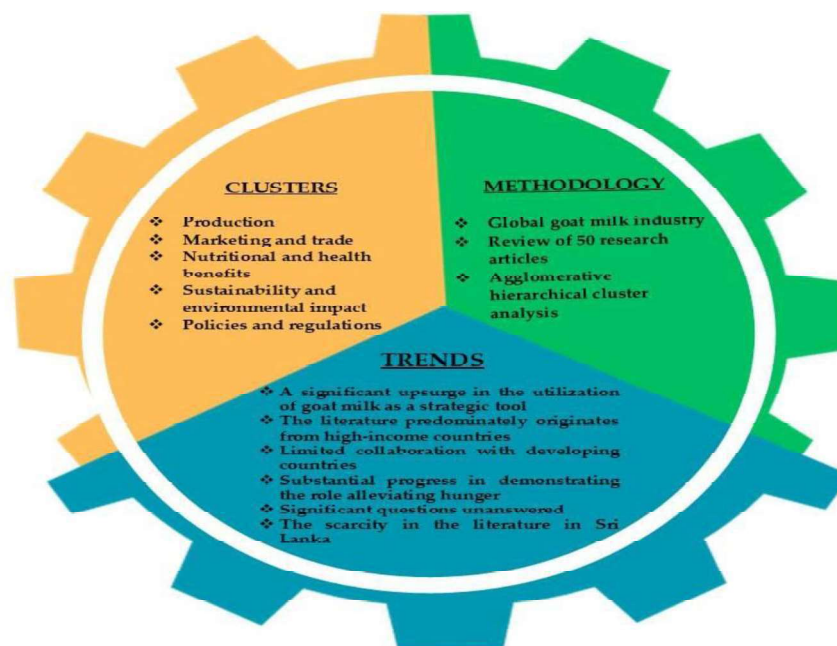 CLUSTERS
❖ Production
❖ Marketing and trade
❖ Nutritional and health
benefits
❖ Sustainability and
environmental impact
❖ Policies and regulations
METHODOLOGY
❖ Global goat milk industry
❖ Review of 50 research
articles
❖ Agglomerative
hierarchical cluster
analysis
TRENDS
❖ A significant upsurge in the utilization
of goat milk as a strategic tool
❖ The literature predominately originates
from high-income countries
❖ Limited collaboration with developing
countries
❖ Substantial progress in demonstrating
the role alleviating hunger
❖ Significant questions unanswered
❖ The scarcity in the literature in Sri
Lanka